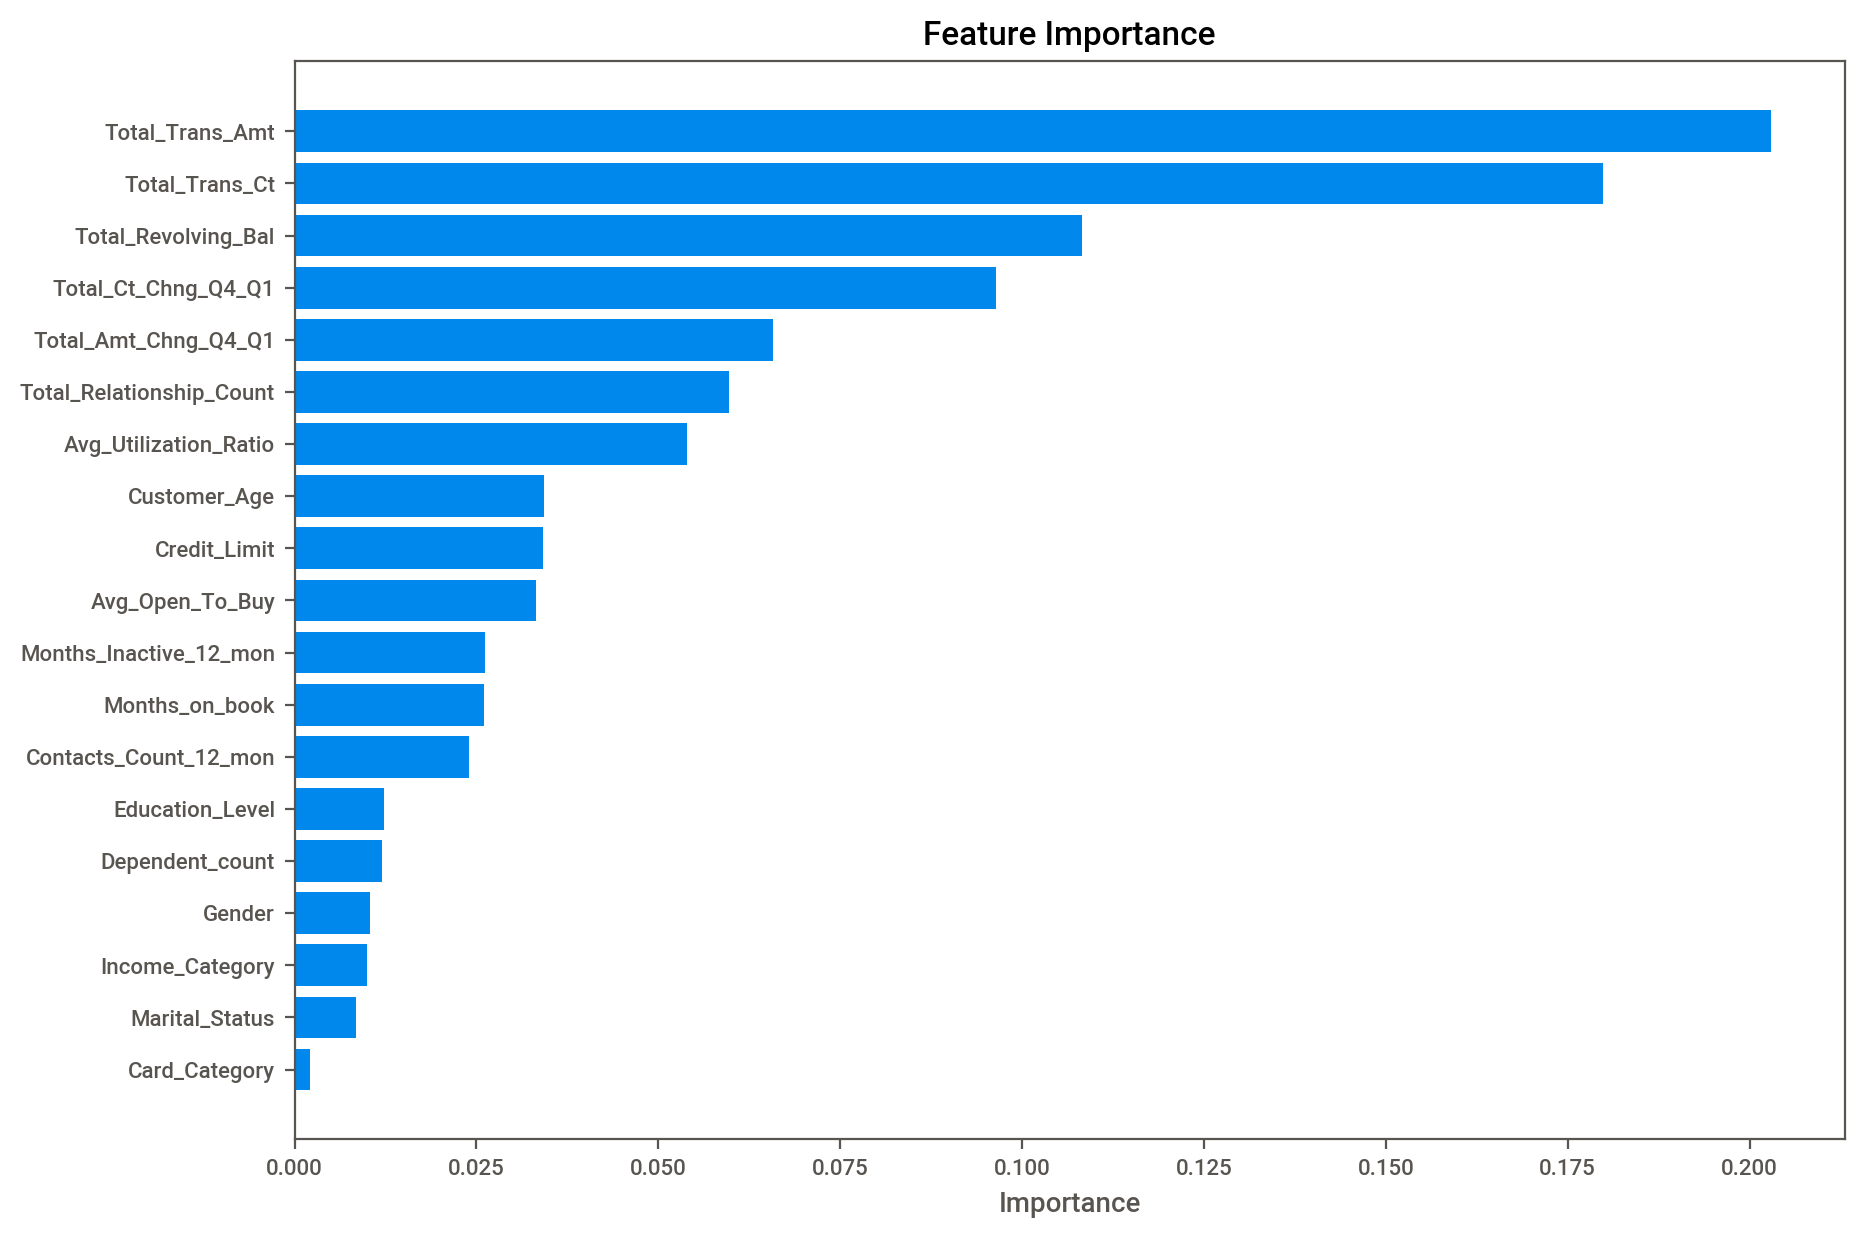 Feature Importance
Total_Trans_Amt
Total_Trans_Ct
Total_Revolving_Bal
Total_Ct_Chng_Q4_Q1
Total_Amt_Chng_Q4_Q1
Total_Relationship_Count
Avg_Utilization_Ratio
Customer_Age
Credit_Limit
Avg_Open_To_Buy
Months_Inactive_12_mon
Months_on_book
Contacts_Count_12_mon
Education_Level
Dependent_count
Gender
Income_Category
Marital_Status
Card_Category
0.000 0.025 0.050 0.075 0.100 0.125 0.150 0.175 0.200
Importance